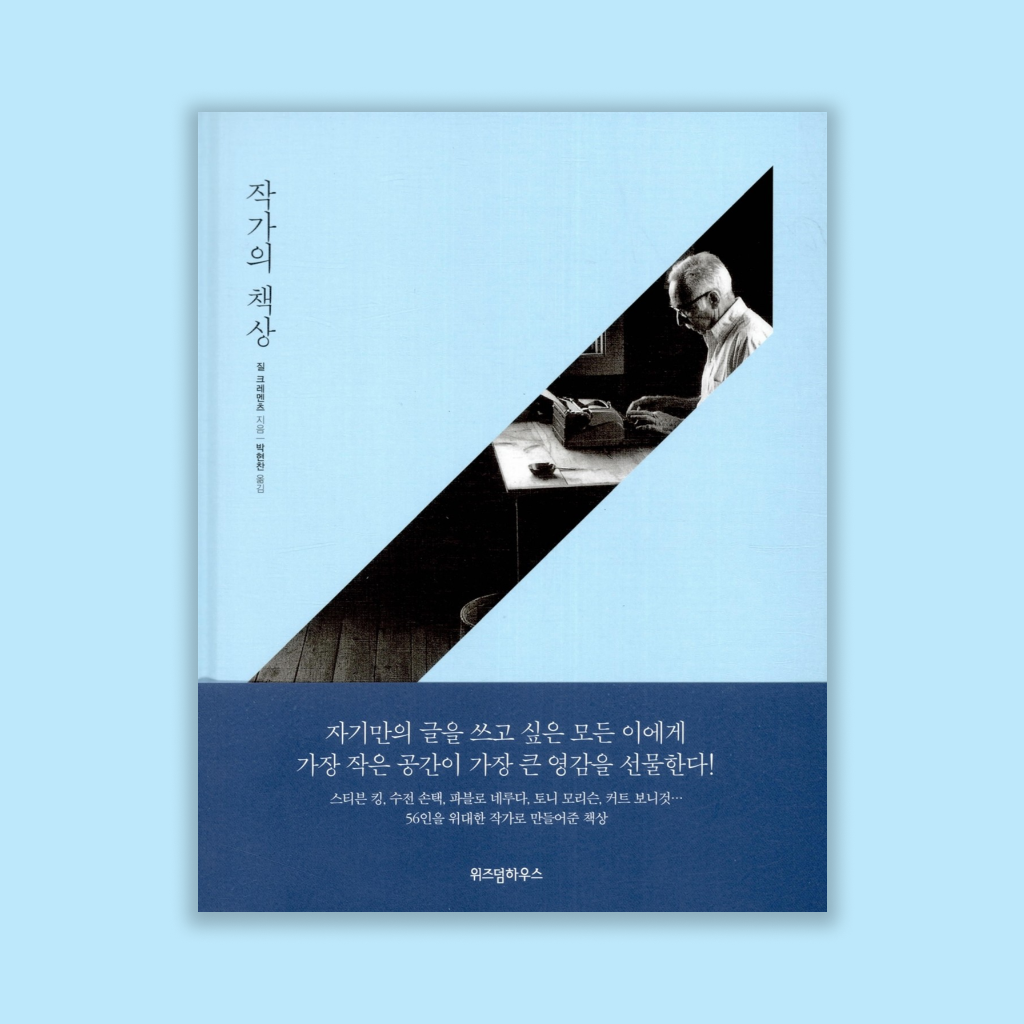 작가의 책상
질 크레멘츠 지음 | 박현찬 옮김
자기만의 글을 쓰고 싶은 모든 이에게
가장 작은 공간이 가장 큰 영감을 선물한다!
스티븐 킹, 수전 손택, 파블로 네루다, 토니 모리슨, 커트 보니것…
56인을 위대한 작가로 만들어준 책상
위즈덤하우스